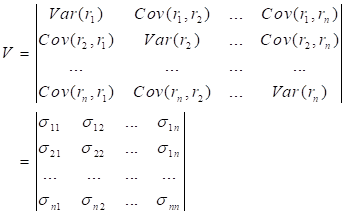 V = | Var(r₁) Cov(r₁,r₂) ... Cov(r₁,rₙ) |
| Cov(r₂,r₁) Var(r₂) ... Cov(r₂,rₙ) |
| ... ... ... ... |
| Cov(rₙ,r₁) Cov(rₙ,r₂) ... Var(rₙ) |
= | σ₁₁ σ₁₂ ... σ₁ₙ |
| σ₂₁ σ₂₂ ... σ₁ₙ |
| ... ... ... ... |
| σₙ₁ σₙ₂ ... σₙₙ |